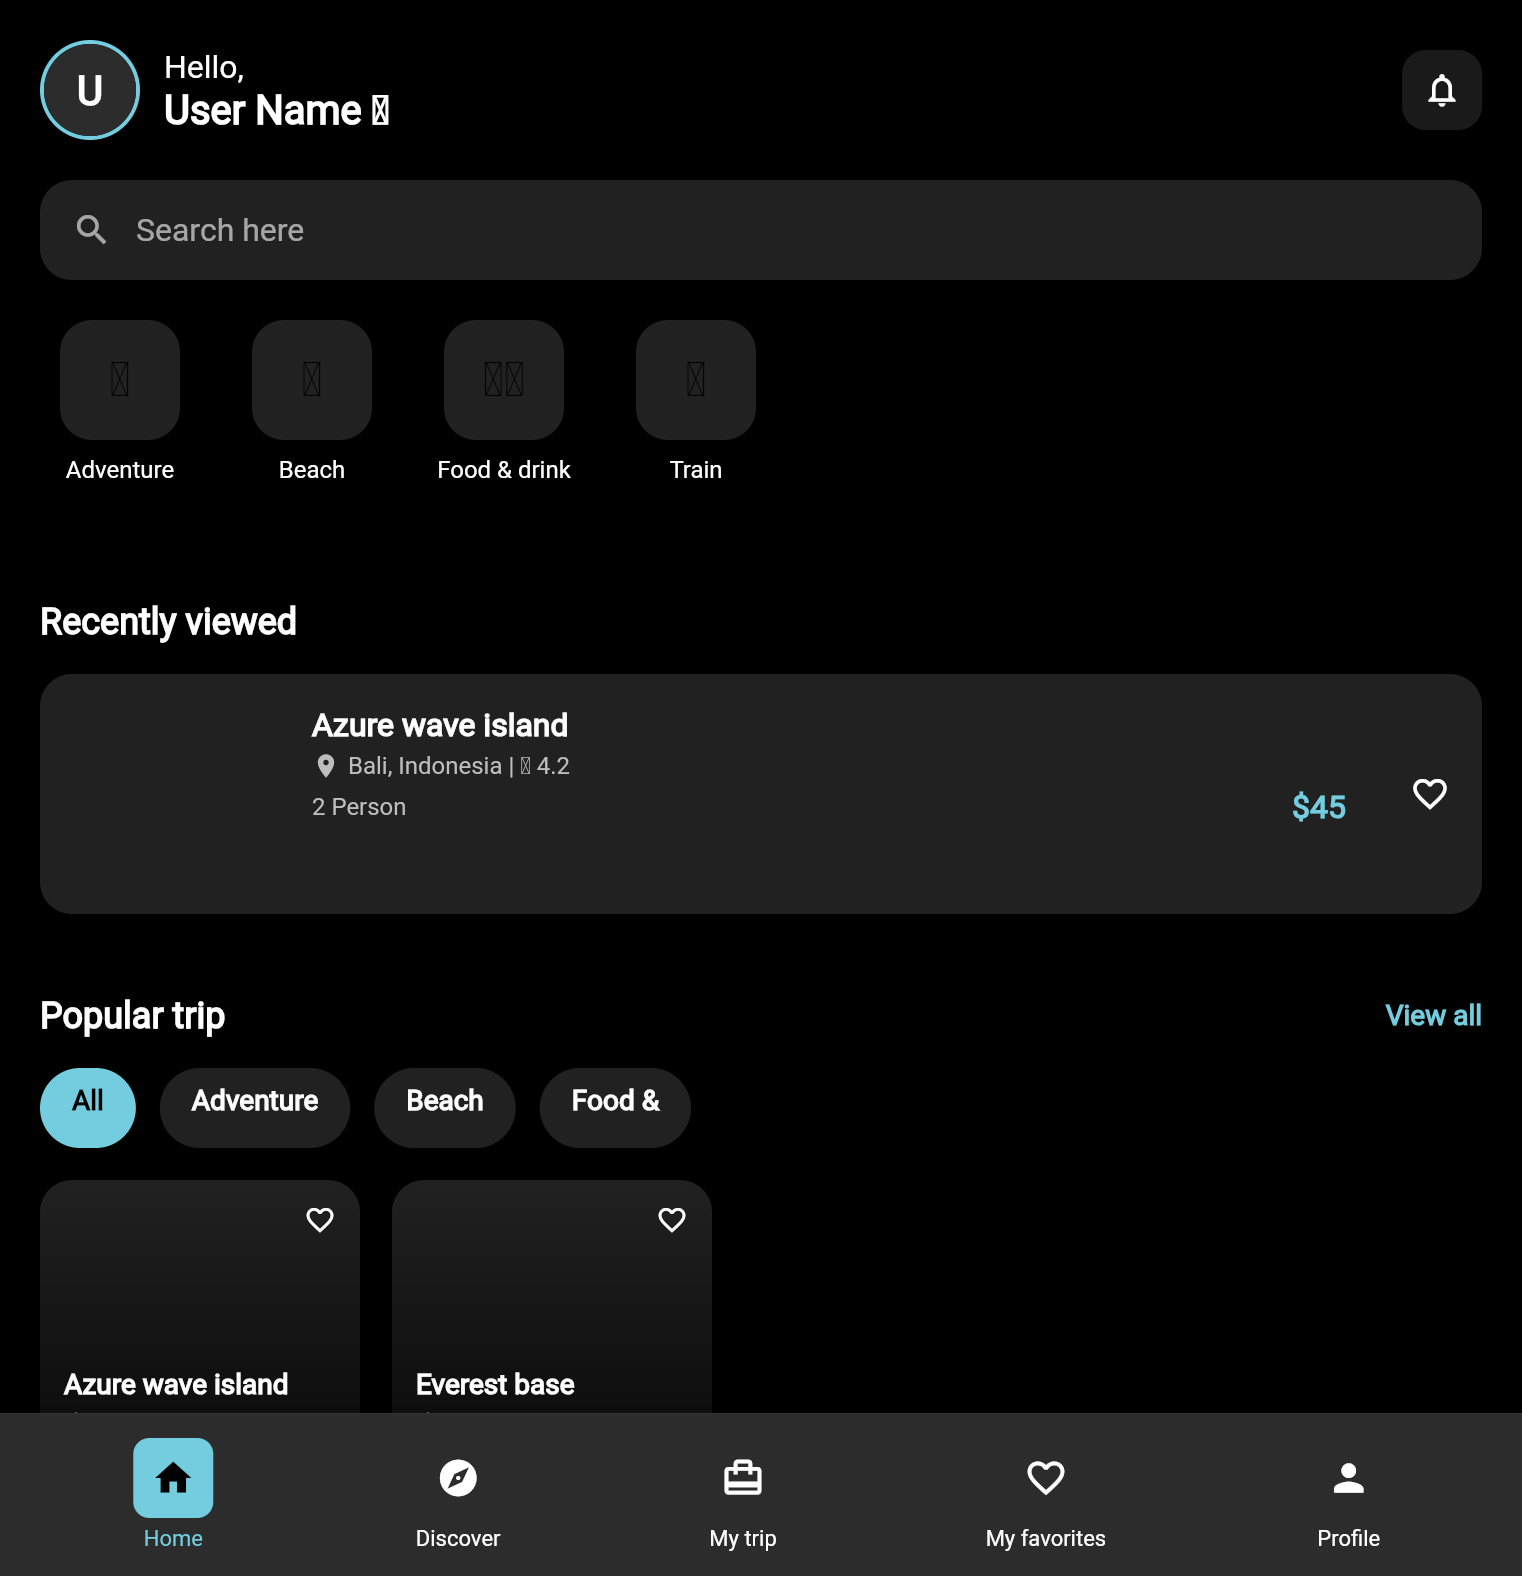 U
Hello,
User Name
Search here
Adventure
Beach
Food & drink
Train
Recently viewed
Azure wave island
Bali, Indonesia | 4.2
2 Person
$45
Popular trip
View all
All
Adventure
Beach
Food &
Azure wave island
Everest base
Home
Discover
My trip
My favorites
Profile